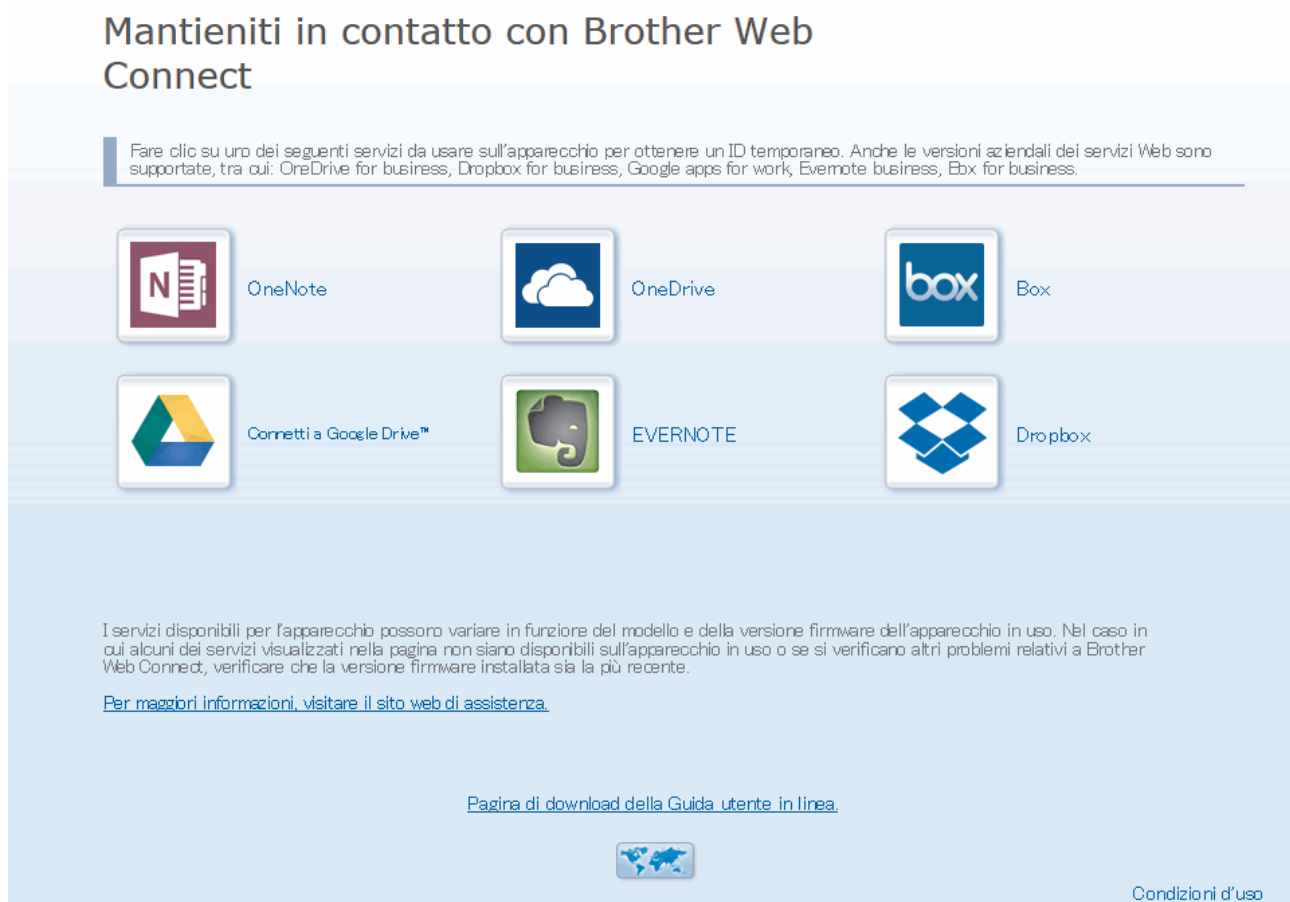 Mantieniti in contatto con Brother Web
Connect
Fare clic su uno dei seguenti servizi da usare sull'apparecchio per ottenere un ID temporaneo. Anche le versioni aziendali dei servizi Web sono
supportate, tra cui: OneDrive for business, Dropbox for business, Google apps for work, Evernote business, Box for business.
N
OneNote
OneDrive
box
Box
Connetti a Google Drive™
EVERNOTE
Dropbox
I servizi disponibili per l'apparecchio possono variare in funzione del modello e della versione firmware dell'apparecchio in uso. Nel caso in
cui alcuni dei servizi visualizzati nella pagina non siano disponibili sull'apparecchio in uso o se si verificano altri problemi relativi a Brother
Web Connect, verificare che la versione firmware installata sia la più recente.
Per maggiori informazioni, visitare il sito web di assistenza.
Pagina di download della Guida utente in linea.
Condizioni d'uso